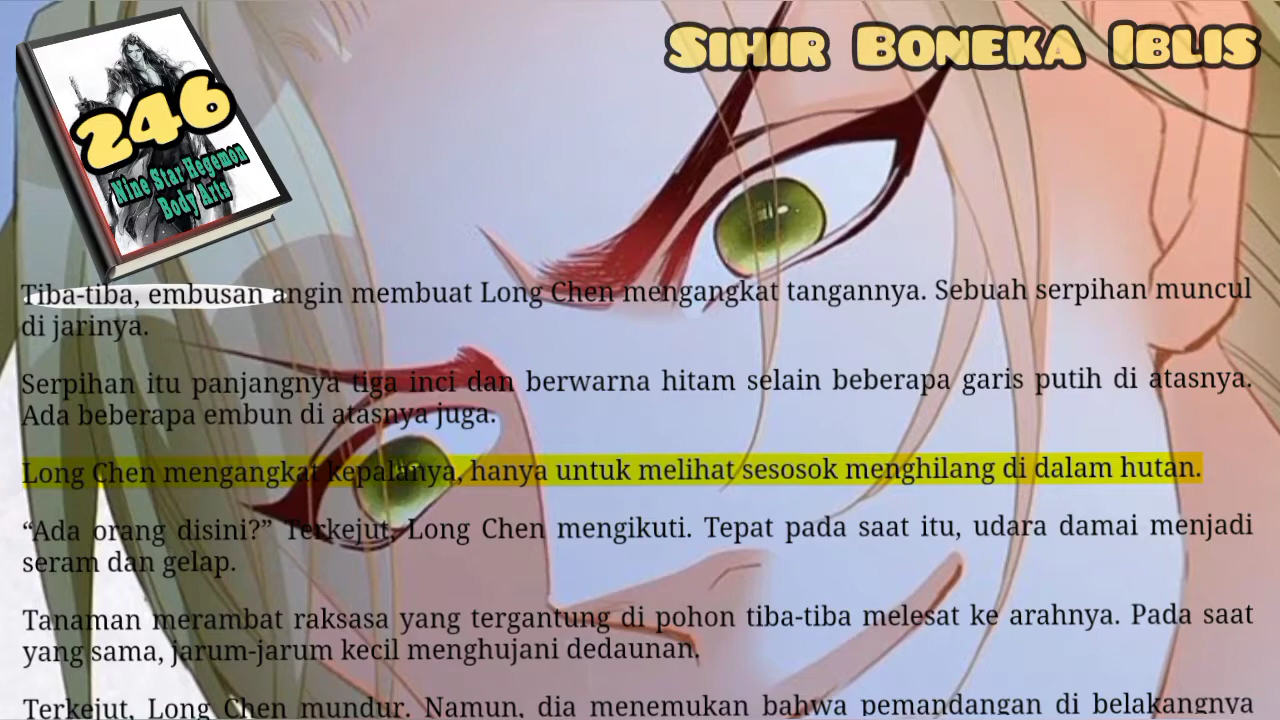 Sihir Boneka Iblis
246
Nine Star Hegemon
Body Arts
Tiba-tiba, embusan angin membuat Long Chen mengangkat tangannya. Sebuah serpihan muncul
di jarinya.
Serpihan itu panjangnya tiga inci dan berwarna hitam selain beberapa garis putih di atasnya.
Ada beberapa embun di atasnya juga.
Long Chen mengangkat kepalanya, hanya untuk melihat sesosok menghilang di dalam hutan.
“Ada orang disini?” Terkejut, Long Chen mengikuti. Tepat pada saat itu, udara damai menjadi
seram dan gelap.
Tanaman merambat raksasa yang tergantung di pohon tiba-tiba melesat ke arahnya. Pada saat
yang sama, jarum-jarum kecil menghujani dedaunan.
Terkejut, Long Chen mundur. Namun, dia menemukan bahwa pemandangan di belakangnya